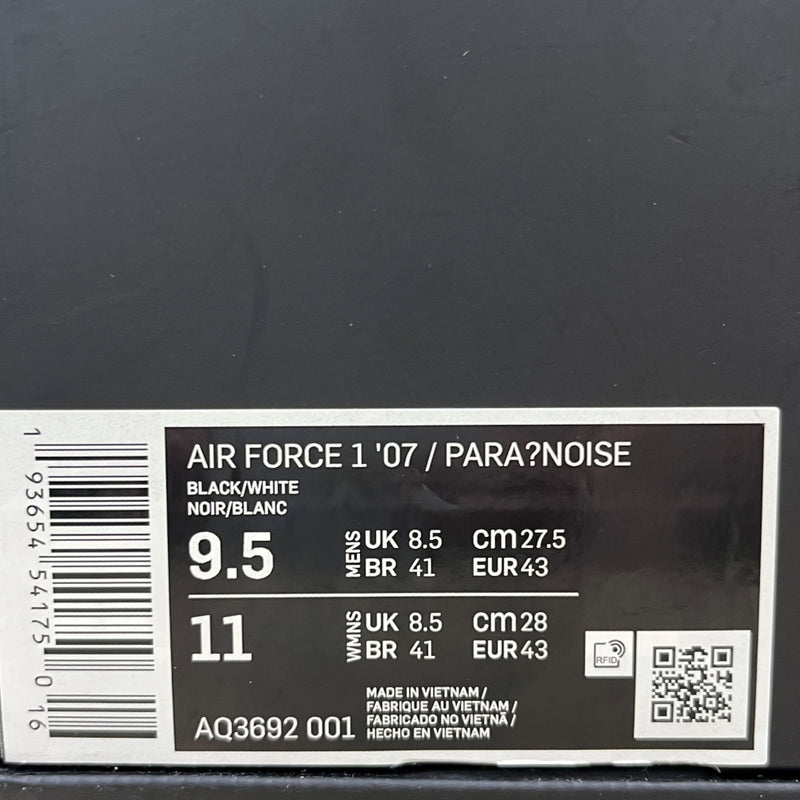 AIR FORCE 1 '07 / PARA?NOISE
BLACK/WHITE
NOIR/BLANC
9.5 MENS UK 8.5 CM 27.5
BR 41 EUR 43
11 WMNS UK 8.5 CM 28
BR 41 EUR 43
RFID
AQ3692 001
MADE IN VIETNAM /
FABRIQUE AU VIETNAM /
FABRICADO NO VIETNÃ /
HECHO EN VIETNAM
1 93654 54175 0 16